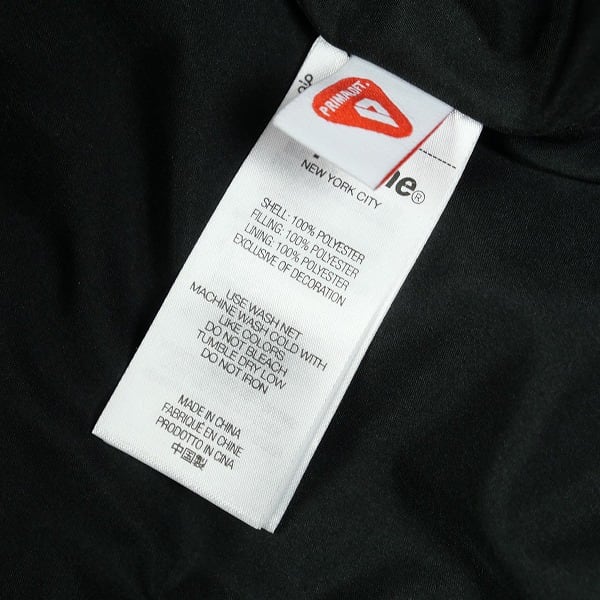 PRIMALOFT®
me®
NEW YORK CITY
SHELL: 100% POLYESTER
FILLING: 100% POLYESTER
LINING: 100% POLYESTER
EXCLUSIVE OF DECORATION
USE WASH NET
MACHINE WASH COLD WITH
LIKE COLORS
DO NOT BLEACH
TUMBLE DRY LOW
DO NOT IRON
MADE IN CHINA
FABRIQUÉ EN CHINE
PRODOTTO IN CINA
中国製